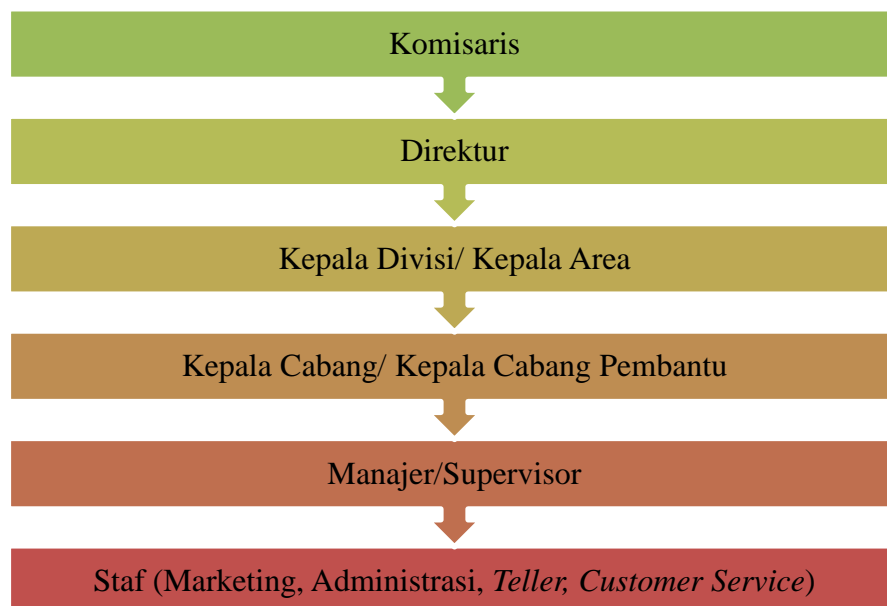 Komisaris
Direktur
Kepala Divisi/ Kepala Area
Kepala Cabang/ Kepala Cabang Pembantu
Manajer/Supervisor
Staf (Marketing, Administrasi, Teller, Customer Service)